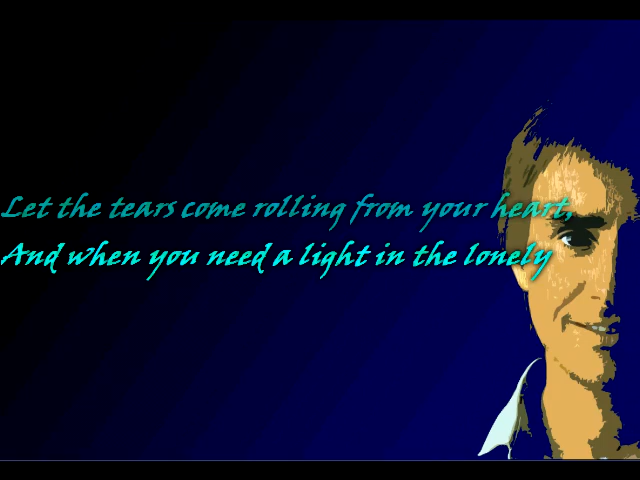 Let the tears come rolling from your heart,
And when you need a light in the lonely